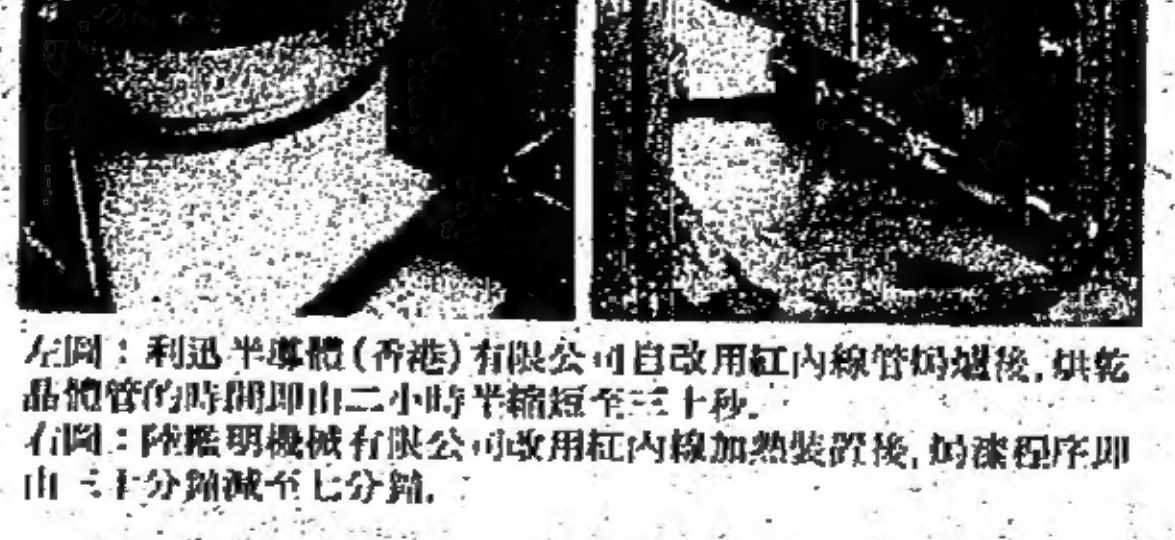 左圖:利迅半導體(香港)有限公司自改用紅內線管焗爐後,烘乾
晶體管的時間即由二小時半縮短至三十秒。
右圖:陸鑑明機械有限公司改用紅內線加熱裝置後,焗漆程序即
由三十分鐘減至七分鐘。